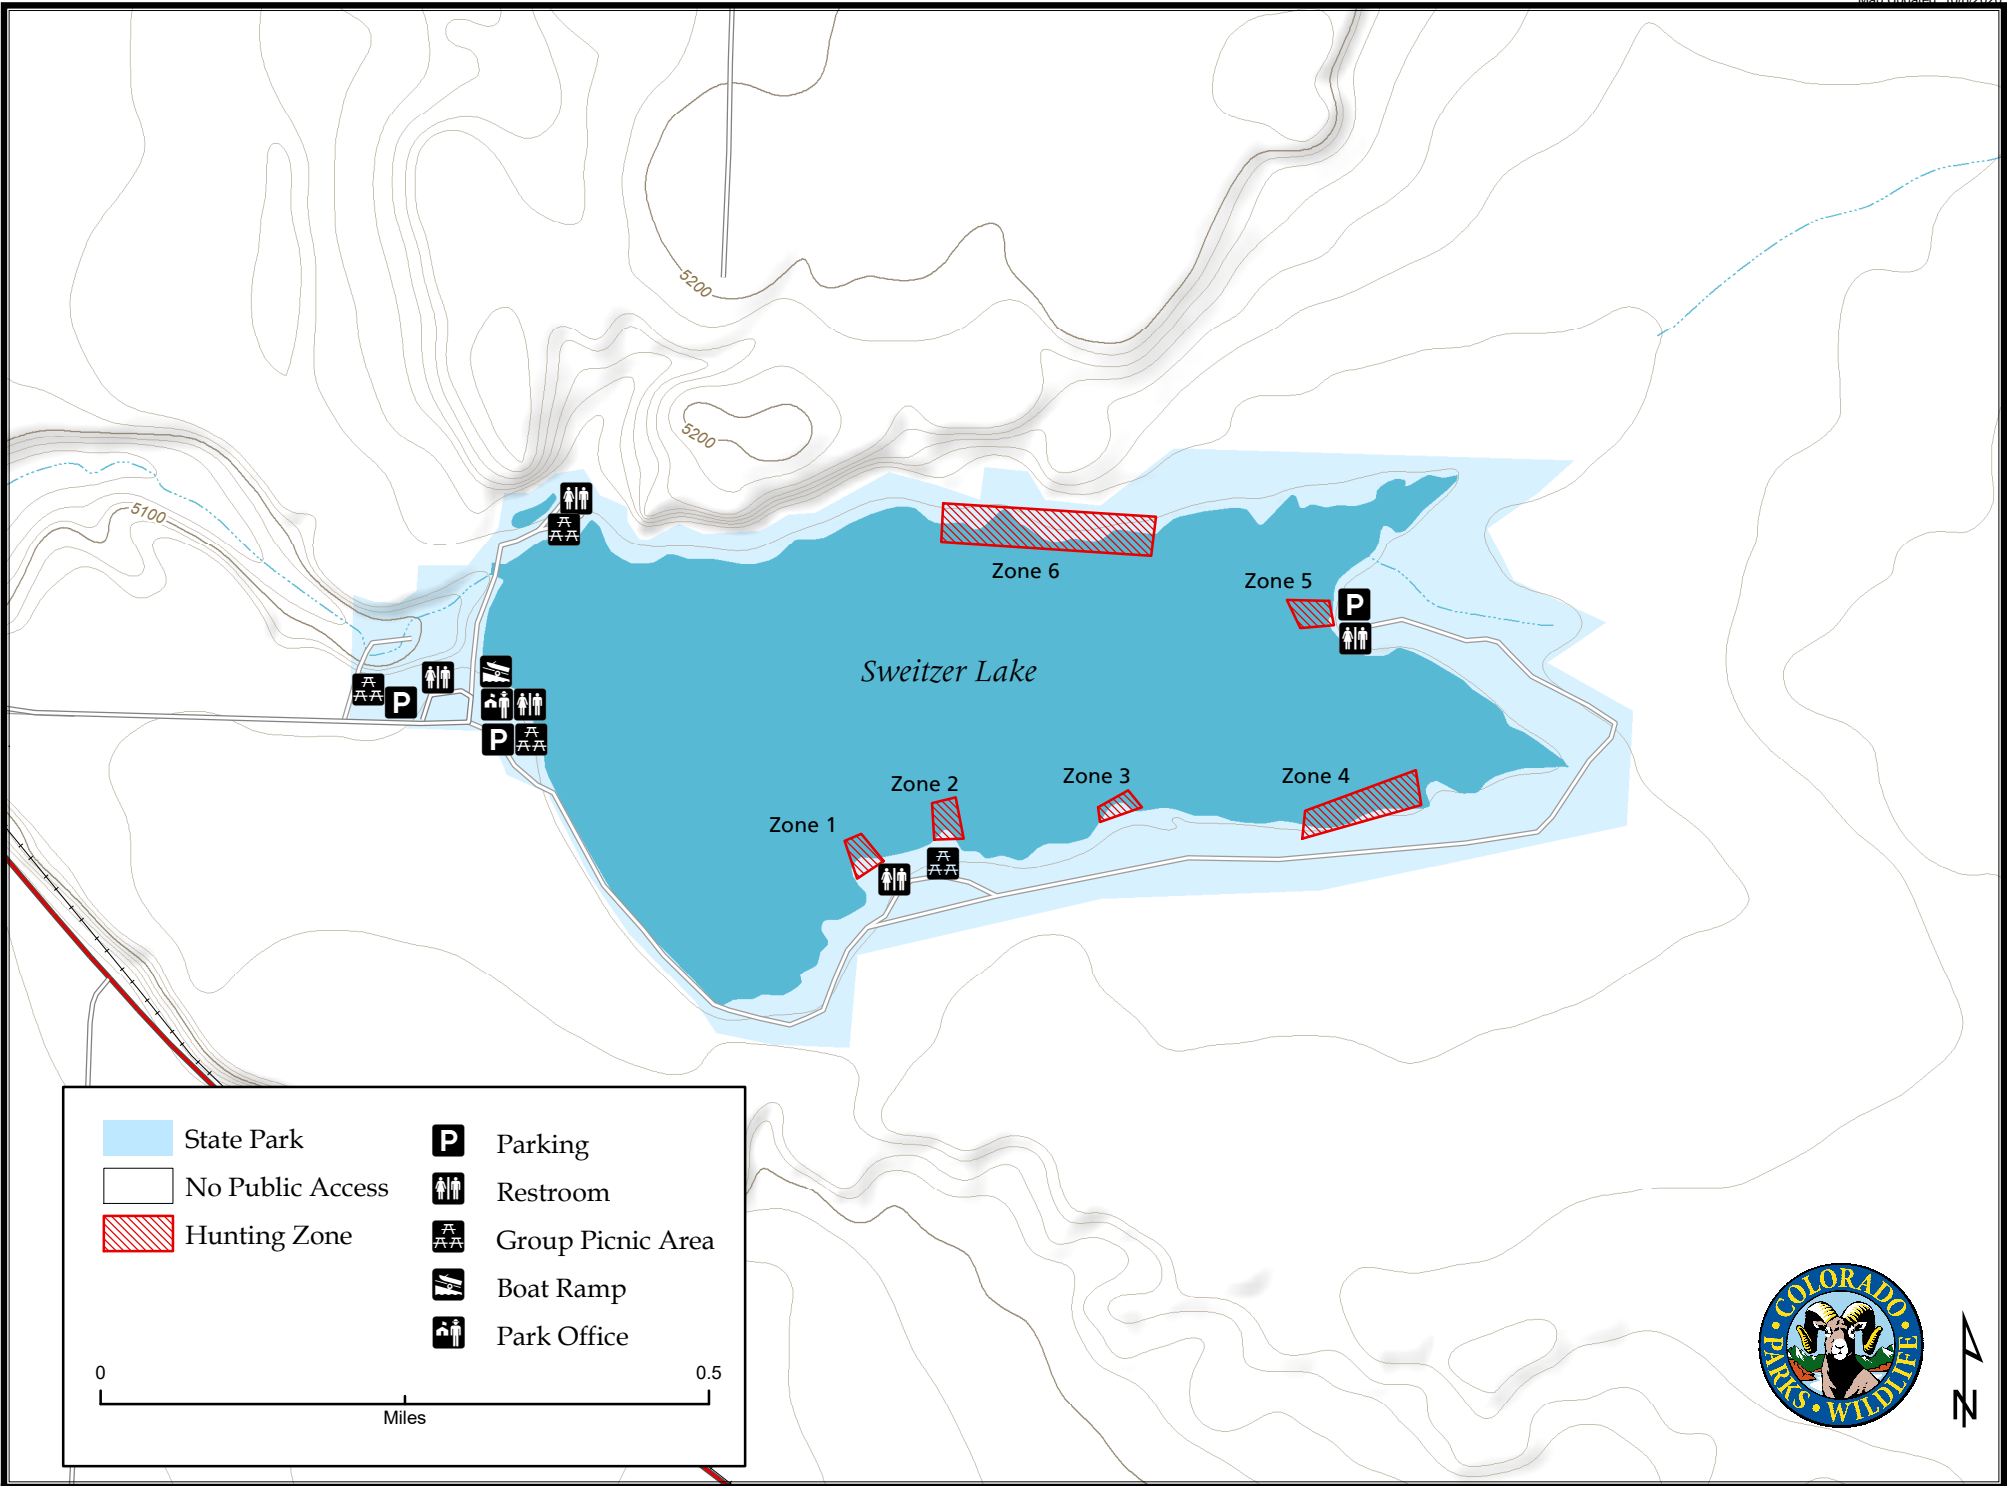 5200
5200
5100
Zone 6
Zone 5
P
Sweitzer Lake
P
P
Zone 4
Zone 3
Zone 2
Zone 1
State Park
No Public Access
Hunting Zone
P Parking
Restroom
Group Picnic Area
Boat Ramp
Park Office
0 0.5
Miles
COLORADO
PARKS • WILDLIFE
N